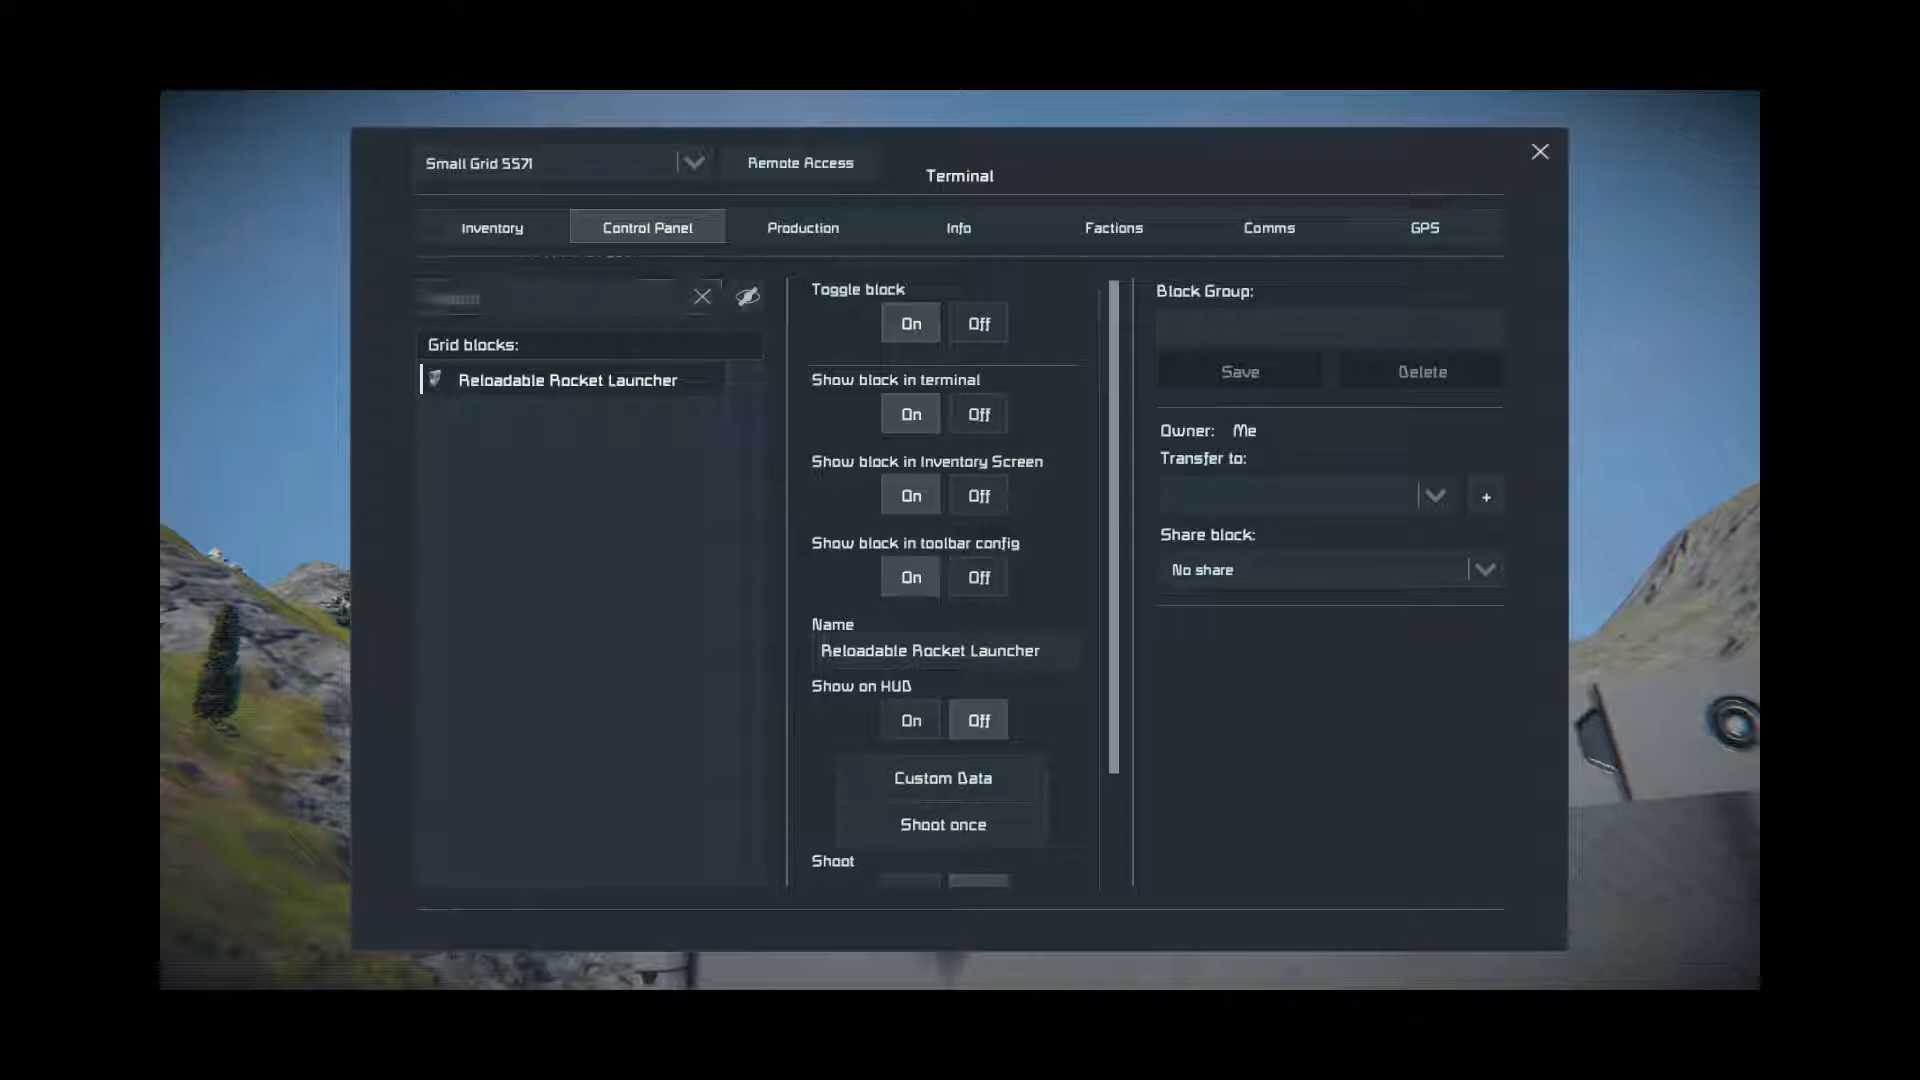 Small Grid 5571
Remote Access
Terminal
Inventory
Control Panel
Production
Info
Factions
Comms
GPS
Grid blocks:
Reloadable Rocket Launcher
Toggle block
On
Off
Show block in terminal
On
Off
Show block in Inventory Screen
On
Off
Show block in toolbar config
On
Off
Name
Reloadable Rocket Launcher
Show on HUD
On
Off
Custom Data
Shoot once
Shoot
Block Group:
Save
Delete
Owner: Me
Transfer to:
+
Share block:
No share